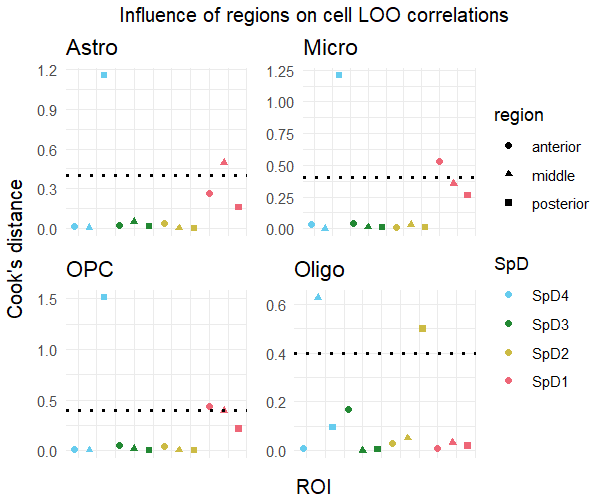 Influence of regions on cell LOO correlations
Astro
1.2
0.9
0.6
0.3
0.0
Micro
1.25
1.00
0.75
0.50
0.25
0.00
OPC
1.5
1.0
0.5
0.0
Oligo
0.6
0.4
0.2
0.0
Cook's distance
ROI
region
anterior
middle
posterior
SpD
SpD4
SpD3
SpD2
SpD1